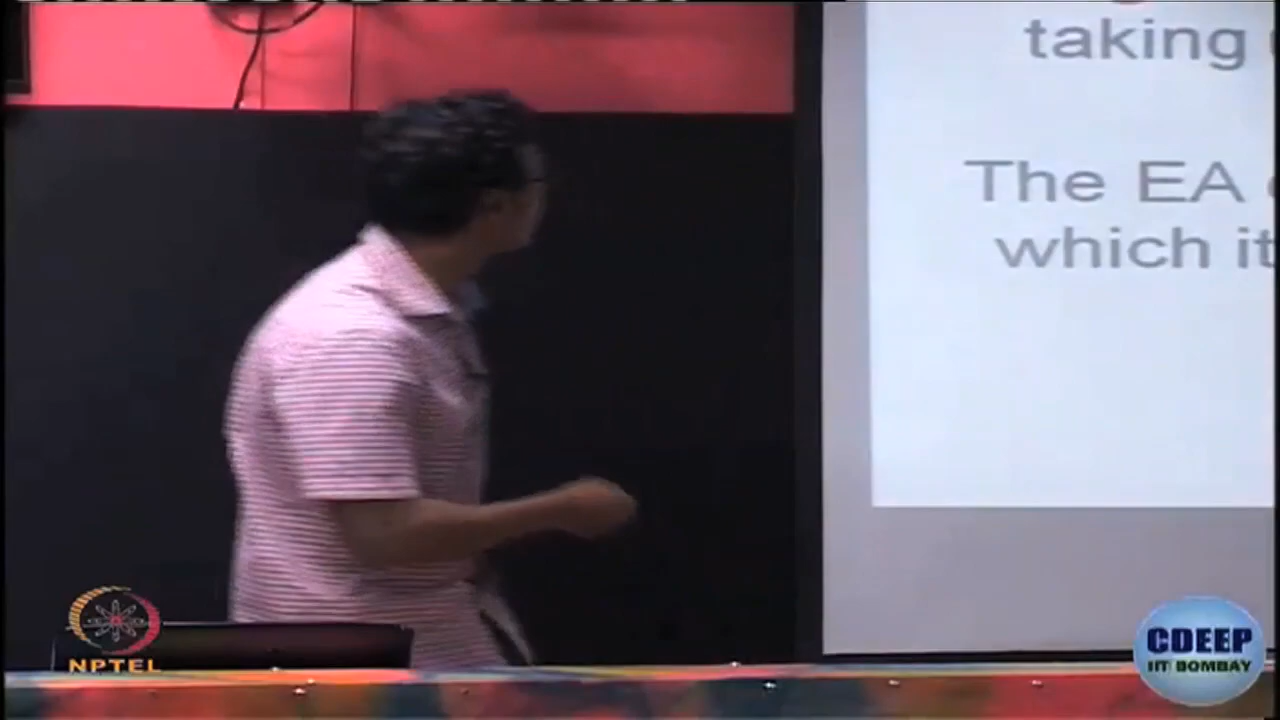 taking
The EA
which it
NPTEL
CDEEP
IIT BOMBAY